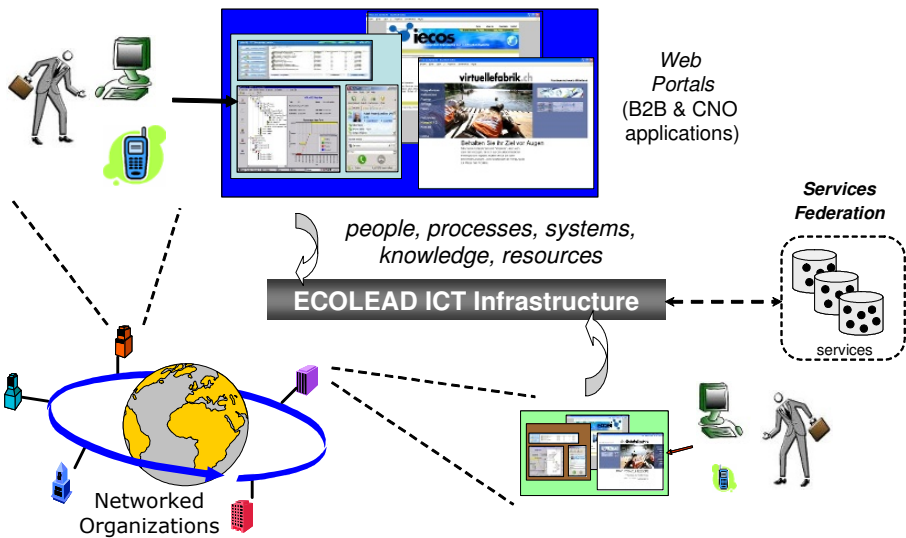 iecos
virtuellefabrik.ch
Behalten Sie Ihr Ziel vor Augen
Web
Portals
(B2B & CNO
applications)
Services
Federation
people, processes, systems,
knowledge, resources
ECOLEAD ICT Infrastructure
services
Networked
Organizations